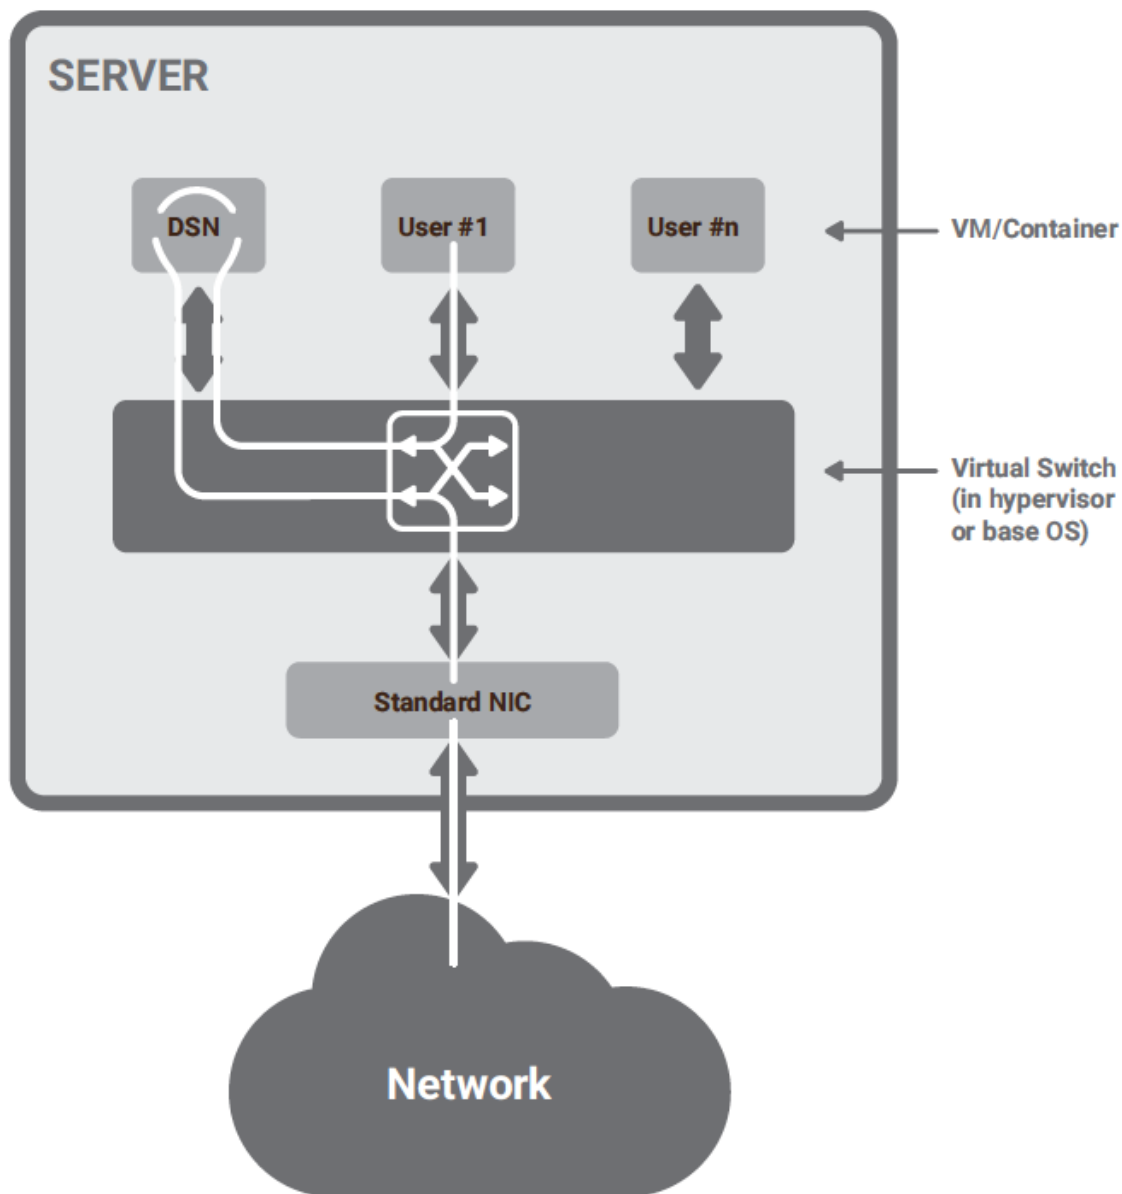 SERVER
DSN
User #1
User #n
VM/Container
Virtual Switch
(in hypervisor
or base OS)
Standard NIC
Network